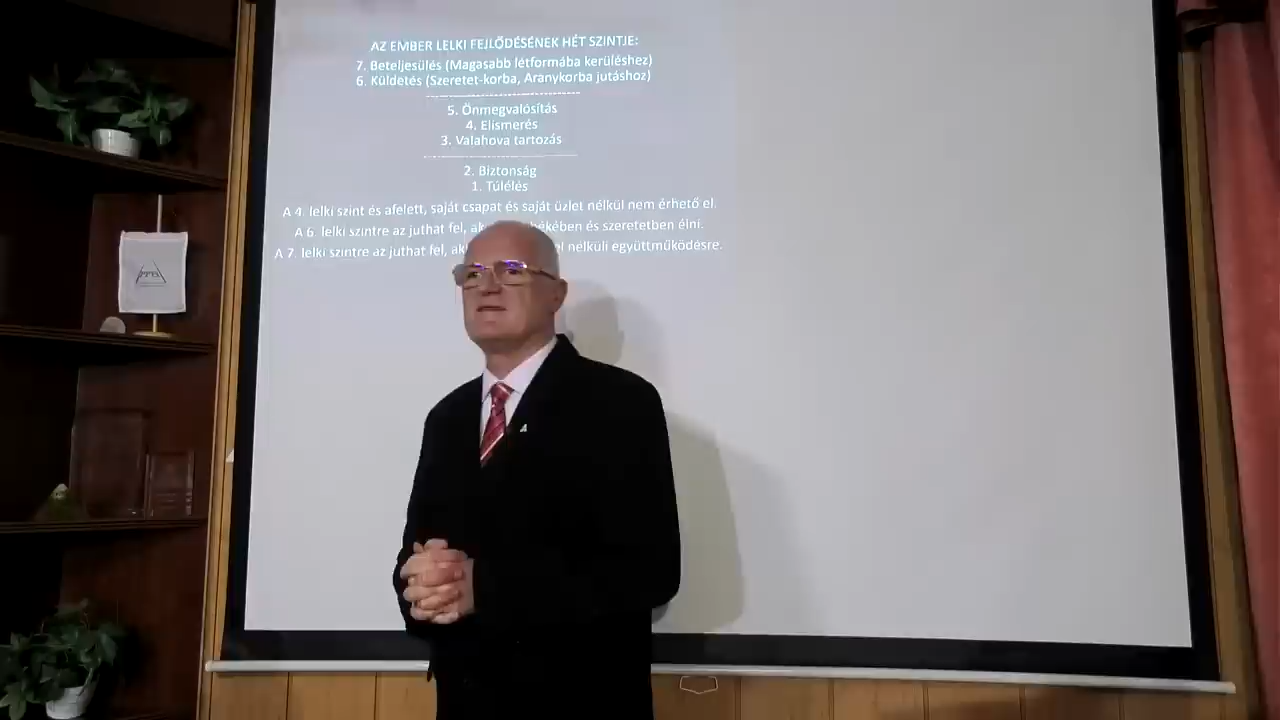 AZ EMBER LELKI FEJLŐDÉSÉNEK HÉT SZINTJE:
7. Beteljesülés (Magasabb létformába kerüléshez)
6. Küldetés (Szeretet-korba, Aranykorba jutáshoz)
5. Önmegvalósítás
4. Elismerés
3. Valahova tartozás
2. Biztonság
1. Túlélés
A 4. lelki szint és afelett, saját csapat és saját üzlet nélkül nem érhető el.
A 6. lelki szintre az juthat fel, békében és szeretetben élni.
A 7. lelki szintre az juthat fel, nélküli együttműködésre.